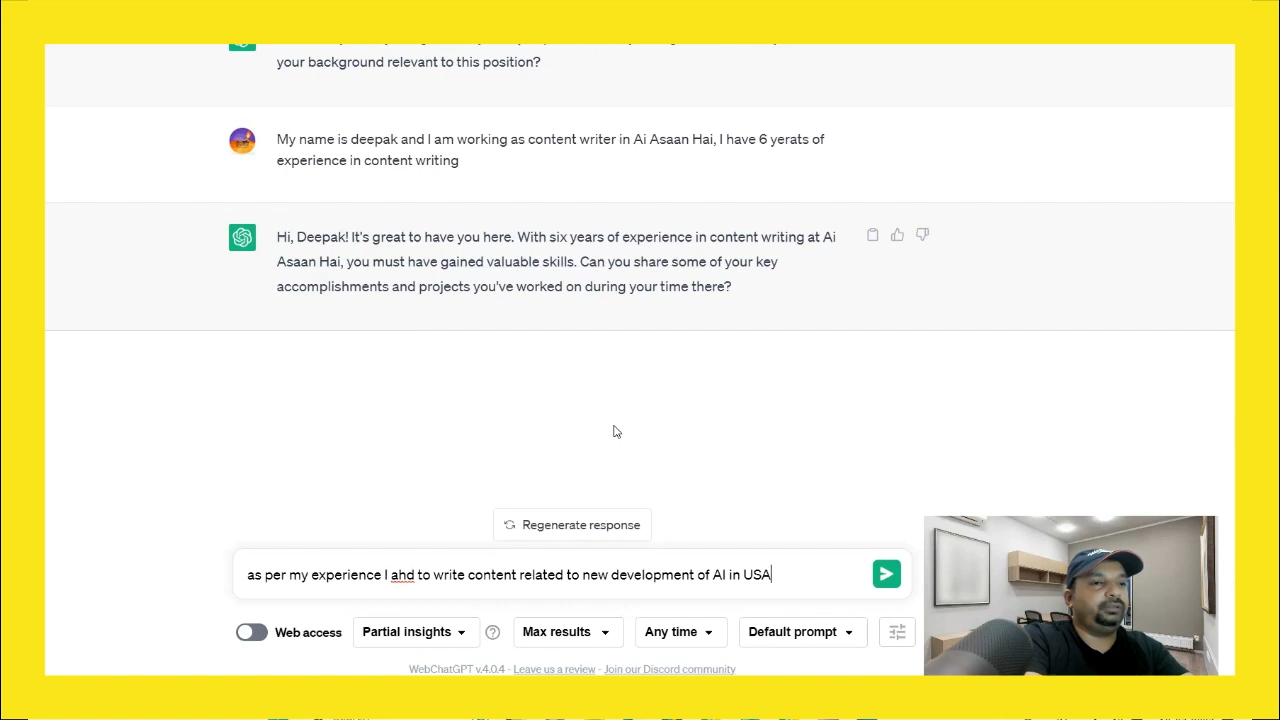 your background relevant to this position?
My name is deepak and I am working as content writer in Ai Asaan Hai, I have 6 yerats of
experience in content writing
Hi, Deepak! It's great to have you here. With six years of experience in content writing at Ai
Asaan Hai, you must have gained valuable skills. Can you share some of your key
accomplishments and projects you've worked on during your time there?
Regenerate response
as per my experience I ahd to write content related to new development of AI in USA
Web access
Partial insights
Max results
Any time
Default prompt
WebChatGPT v.4.0.4 - Leave us a review - Join our Discord community